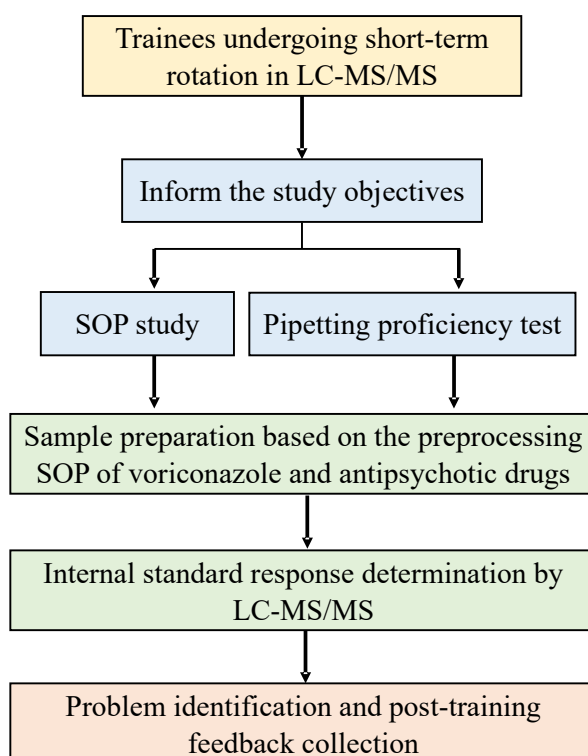 Trainees undergoing short-term
rotation in LC-MS/MS
Inform the study objectives
SOP study
Pipetting proficiency test
Sample preparation based on the preprocessing
SOP of voriconazole and antipsychotic drugs
Internal standard response determination by
LC-MS/MS
Problem identification and post-training
feedback collection